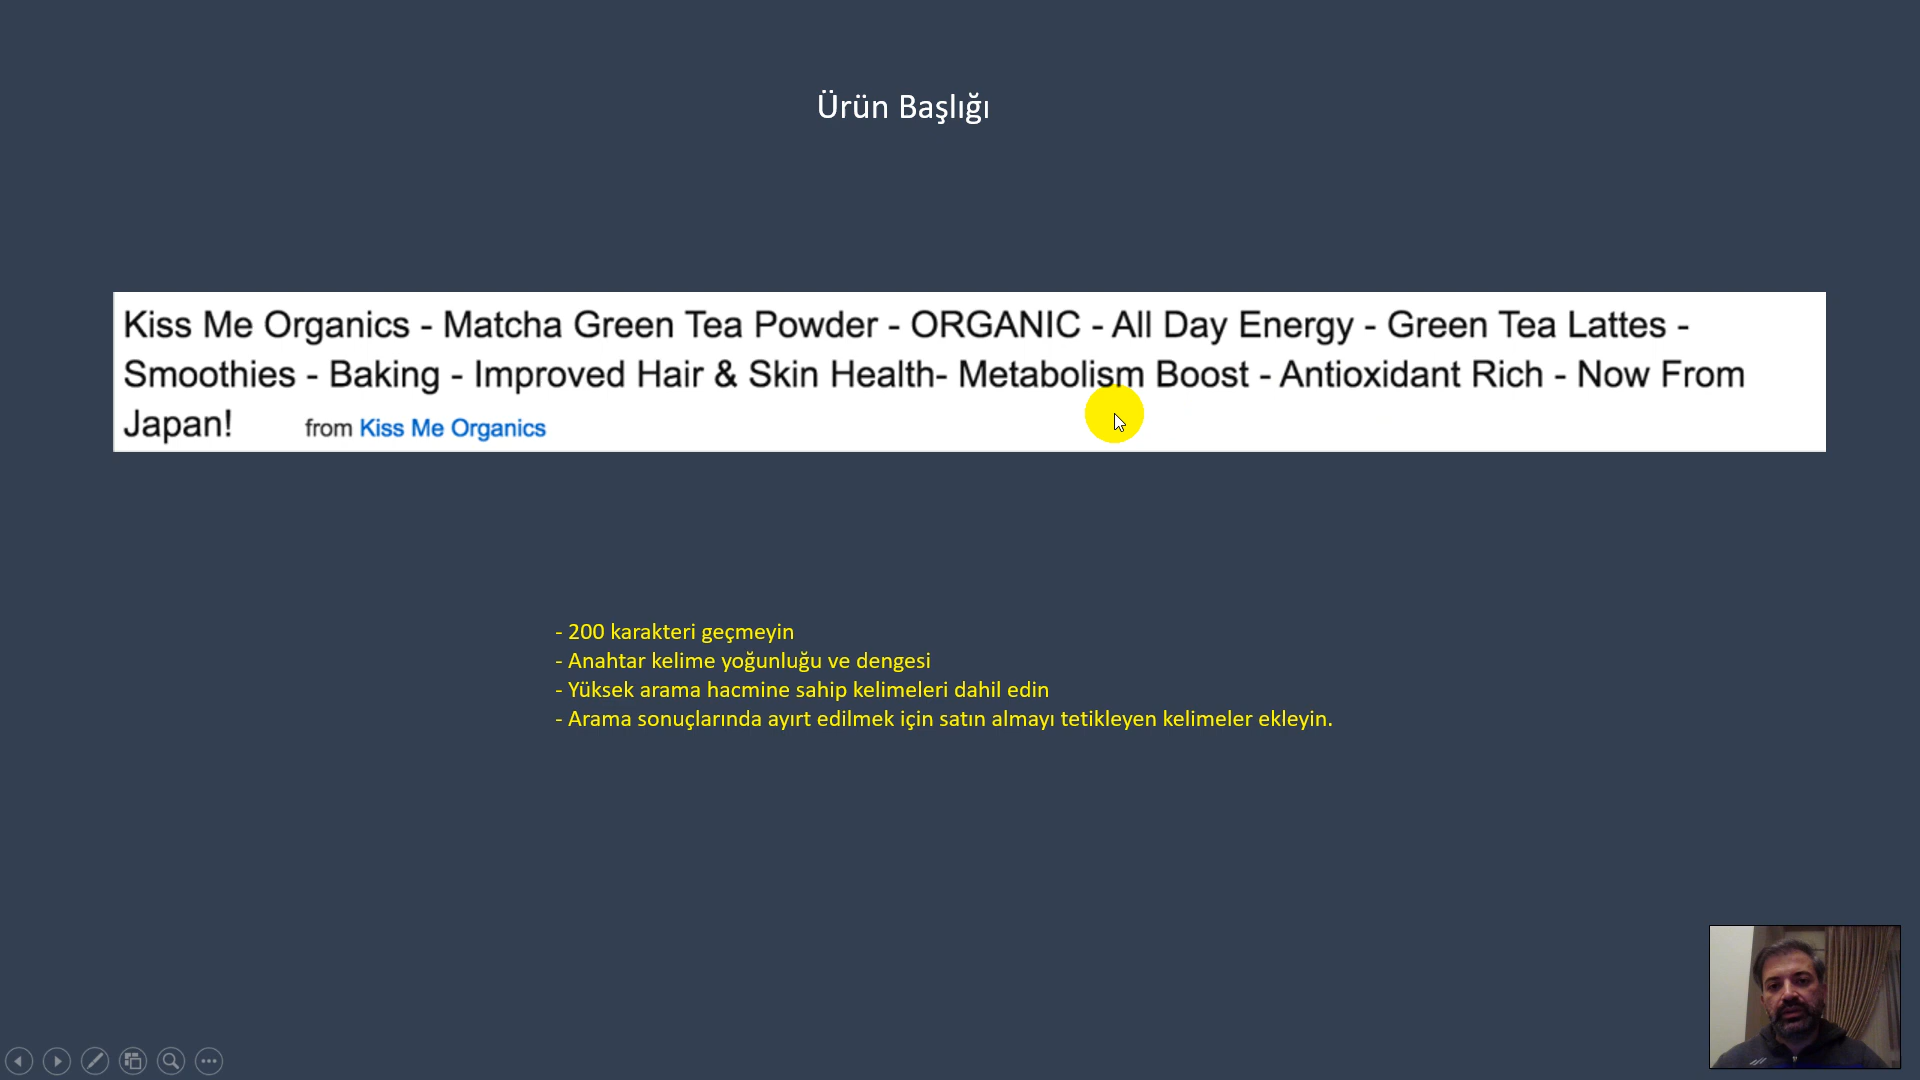 Ürün Başlığı
Kiss Me Organics - Matcha Green Tea Powder - ORGANIC - All Day Energy - Green Tea Lattes -
Smoothies - Baking - Improved Hair & Skin Health- Metabolism Boost - Antioxidant Rich - Now From
Japan! from Kiss Me Organics
- 200 karakteri geçmeyin
- Anahtar kelime yoğunluğu ve dengesi
- Yüksek arama hacmine sahip kelimeleri dahil edin
- Arama sonuçlarında ayırt edilmek için satın almayı tetikleyen kelimeler ekleyin.